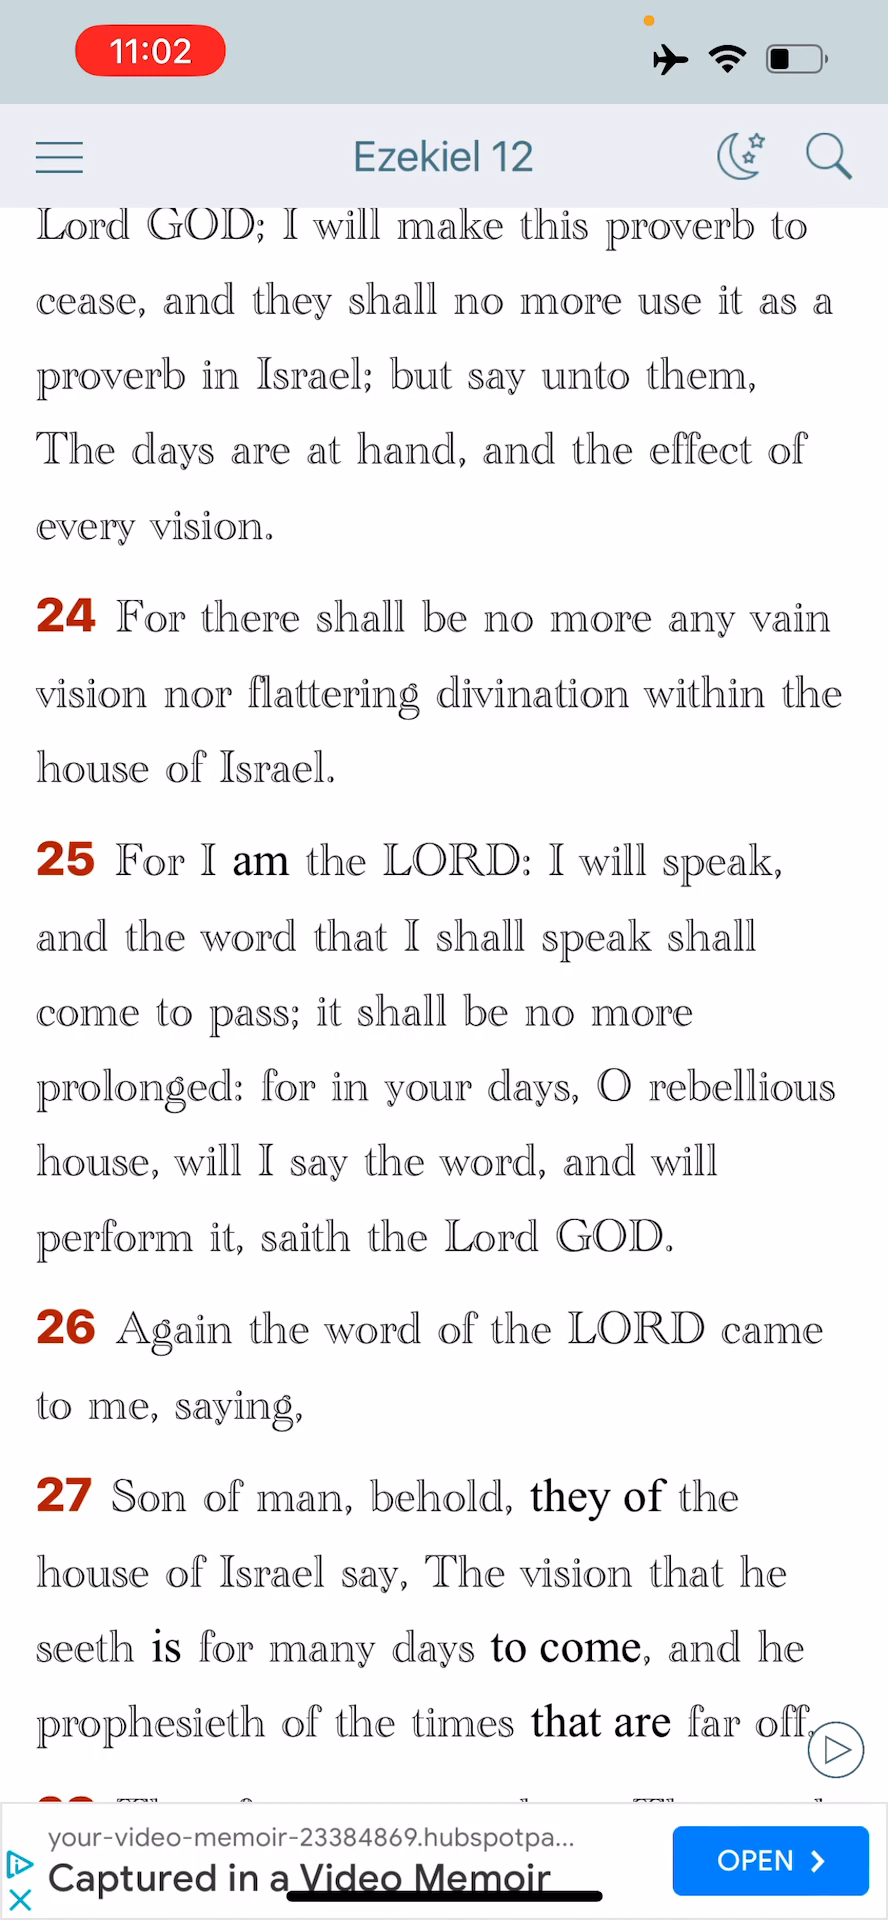 11:02
Ezekiel 12
Lord GOD; I will make this proverb to
cease, and they shall no more use it as a
proverb in Israel; but say unto them,
The days are at hand, and the effect of
every vision.
24 For there shall be no more any vain
vision nor flattering divination within the
house of Israel.
25 For I am the LORD: I will speak,
and the word that I shall speak shall
come to pass; it shall be no more
prolonged: for in your days, O rebellious
house, will I say the word, and will
perform it, saith the Lord GOD.
26 Again the word of the LORD came
to me, saying,
27 Son of man, behold, they of the
house of Israel say, The vision that he
seeth is for many days to come, and he
prophesieth of the times that are far off.
your-video-memoir-23384869.hubspotpa...
Captured in a Video Memoir
OPEN